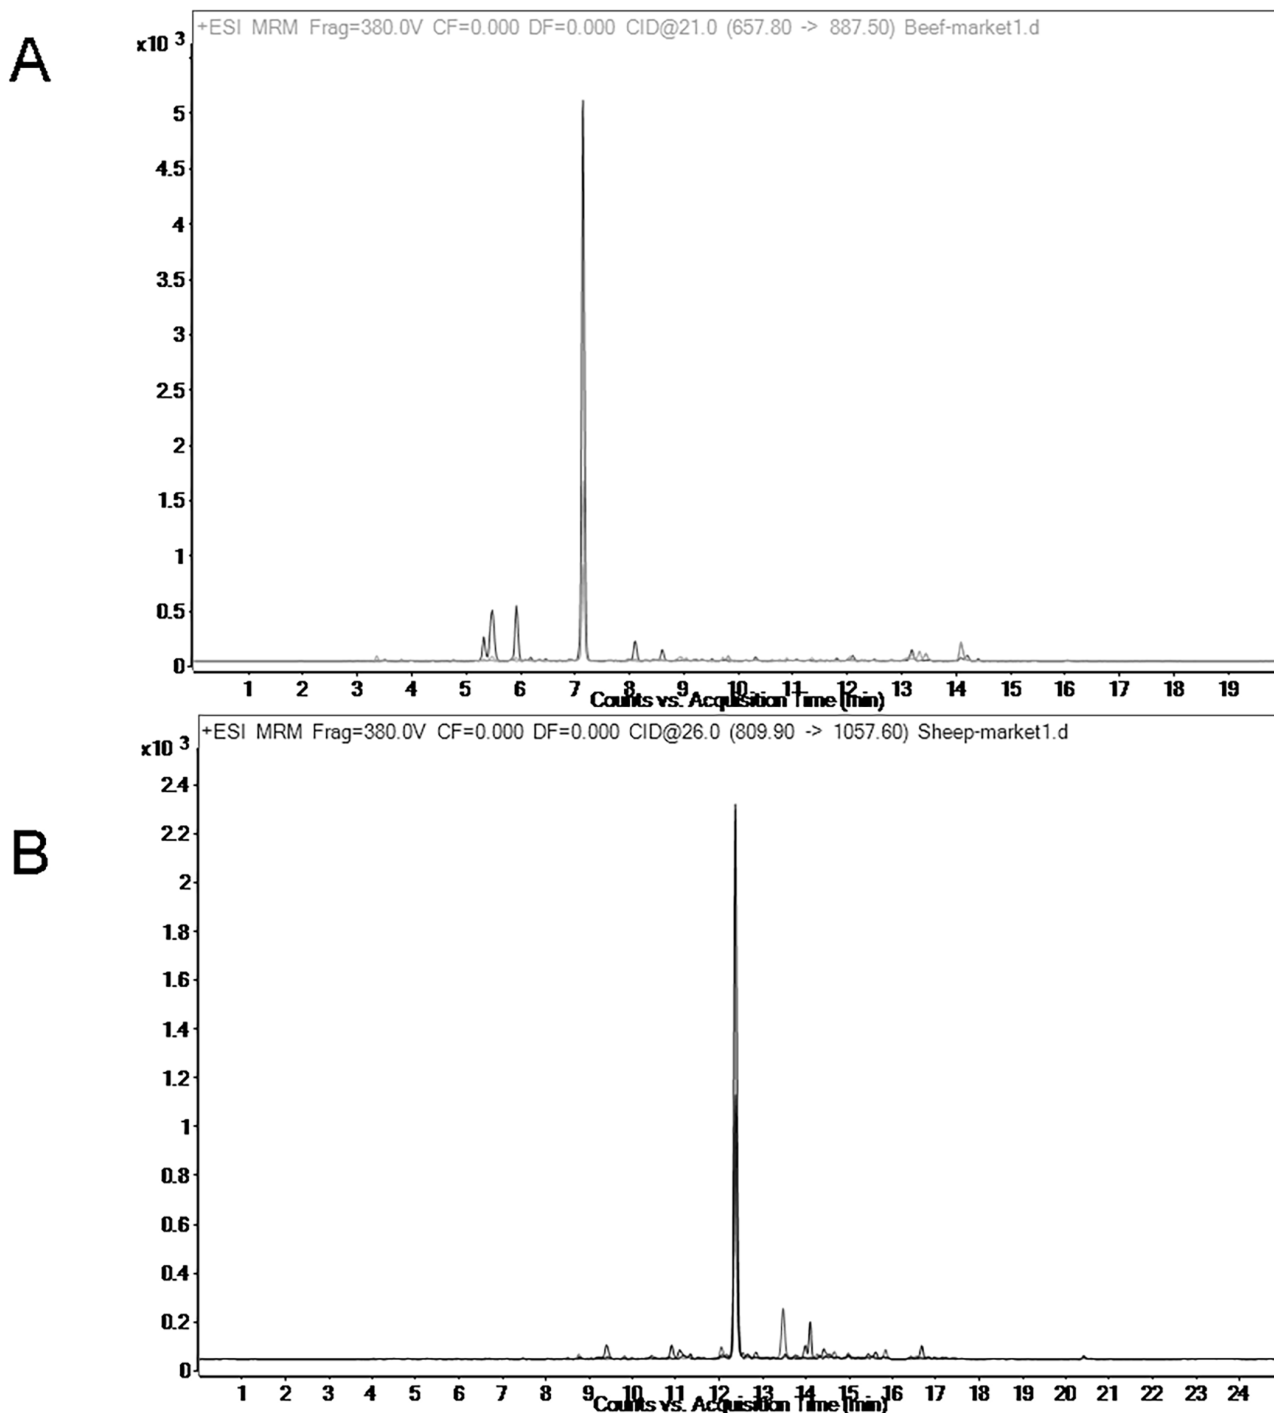 A
+ESI MRM Frag=380.0V CF=0.000 DF=0.000 CID@21.0 (657.80 -> 887.50) Beef-market1.d
x10 3
5
4.5
4
3.5
3
2.5
2
1.5
1
0.5
0
1 2 3 4 5 6 7 8 9 10 11 12 13 14 15 16 17 18 19
Counts vs. Acquisition Time (min)
B
+ESI MRM Frag=380.0V CF=0.000 DF=0.000 CID@26.0 (809.90 -> 1057.60) Sheep-market1.d
x10 3
2.4
2.2
2
1.8
1.6
1.4
1.2
1
0.8
0.6
0.4
0.2
0
1 2 3 4 5 6 7 8 9 10 11 12 13 14 15 16 17 18 19 20 21 22 23 24
Counts vs. Acquisition Time (min)